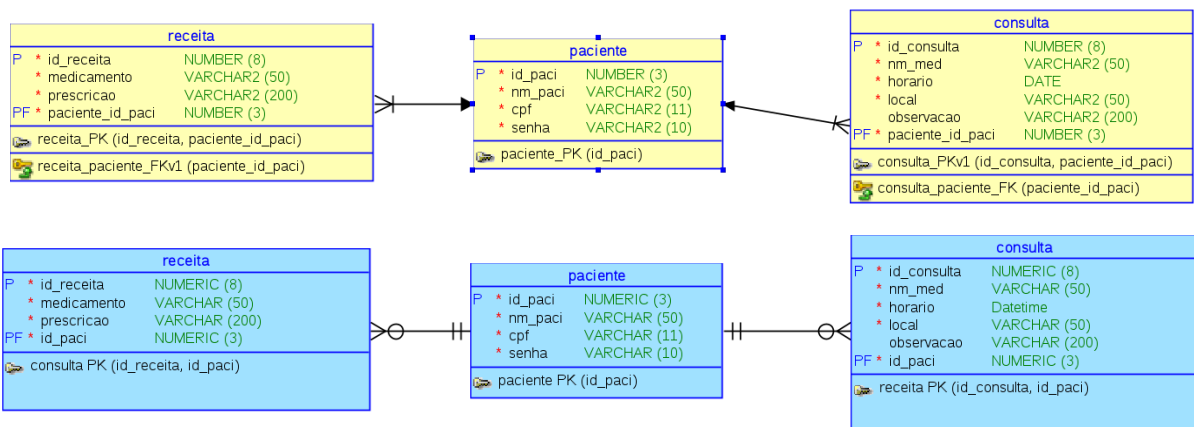 receita
P * id_receita NUMBER (8)
* medicamento VARCHAR2 (50)
* prescricao VARCHAR2 (200)
PF * paciente_id_paci NUMBER (3)
receita_PK (id_receita, paciente_id_paci)
receita_paciente_FKv1 (paciente_id_paci)
paciente
P * id_paci NUMBER (3)
* nm_paci VARCHAR2 (50)
* cpf VARCHAR2 (11)
* senha VARCHAR2 (10)
paciente_PK (id_paci)
consulta
P * id_consulta NUMBER (8)
* nm_med VARCHAR2 (50)
* horario DATE
* local VARCHAR2 (50)
observacao VARCHAR2 (200)
PF * paciente_id_paci NUMBER (3)
consulta_PKv1 (id_consulta, paciente_id_paci)
consulta_paciente_FK (paciente_id_paci)
receita
P * id_receita NUMERIC (8)
* medicamento VARCHAR (50)
* prescricao VARCHAR (200)
PF * id_paci NUMERIC (3)
consulta PK (id_receita, id_paci)
paciente
P * id_paci NUMERIC (3)
* nm_paci VARCHAR (50)
* cpf VARCHAR (11)
* senha VARCHAR (10)
paciente PK (id_paci)
consulta
P * id_consulta NUMERIC (8)
* nm_med VARCHAR (50)
* horario Datetime
* local VARCHAR (50)
observacao VARCHAR (200)
PF * id_paci NUMERIC (3)
receita PK (id_consulta, id_paci)